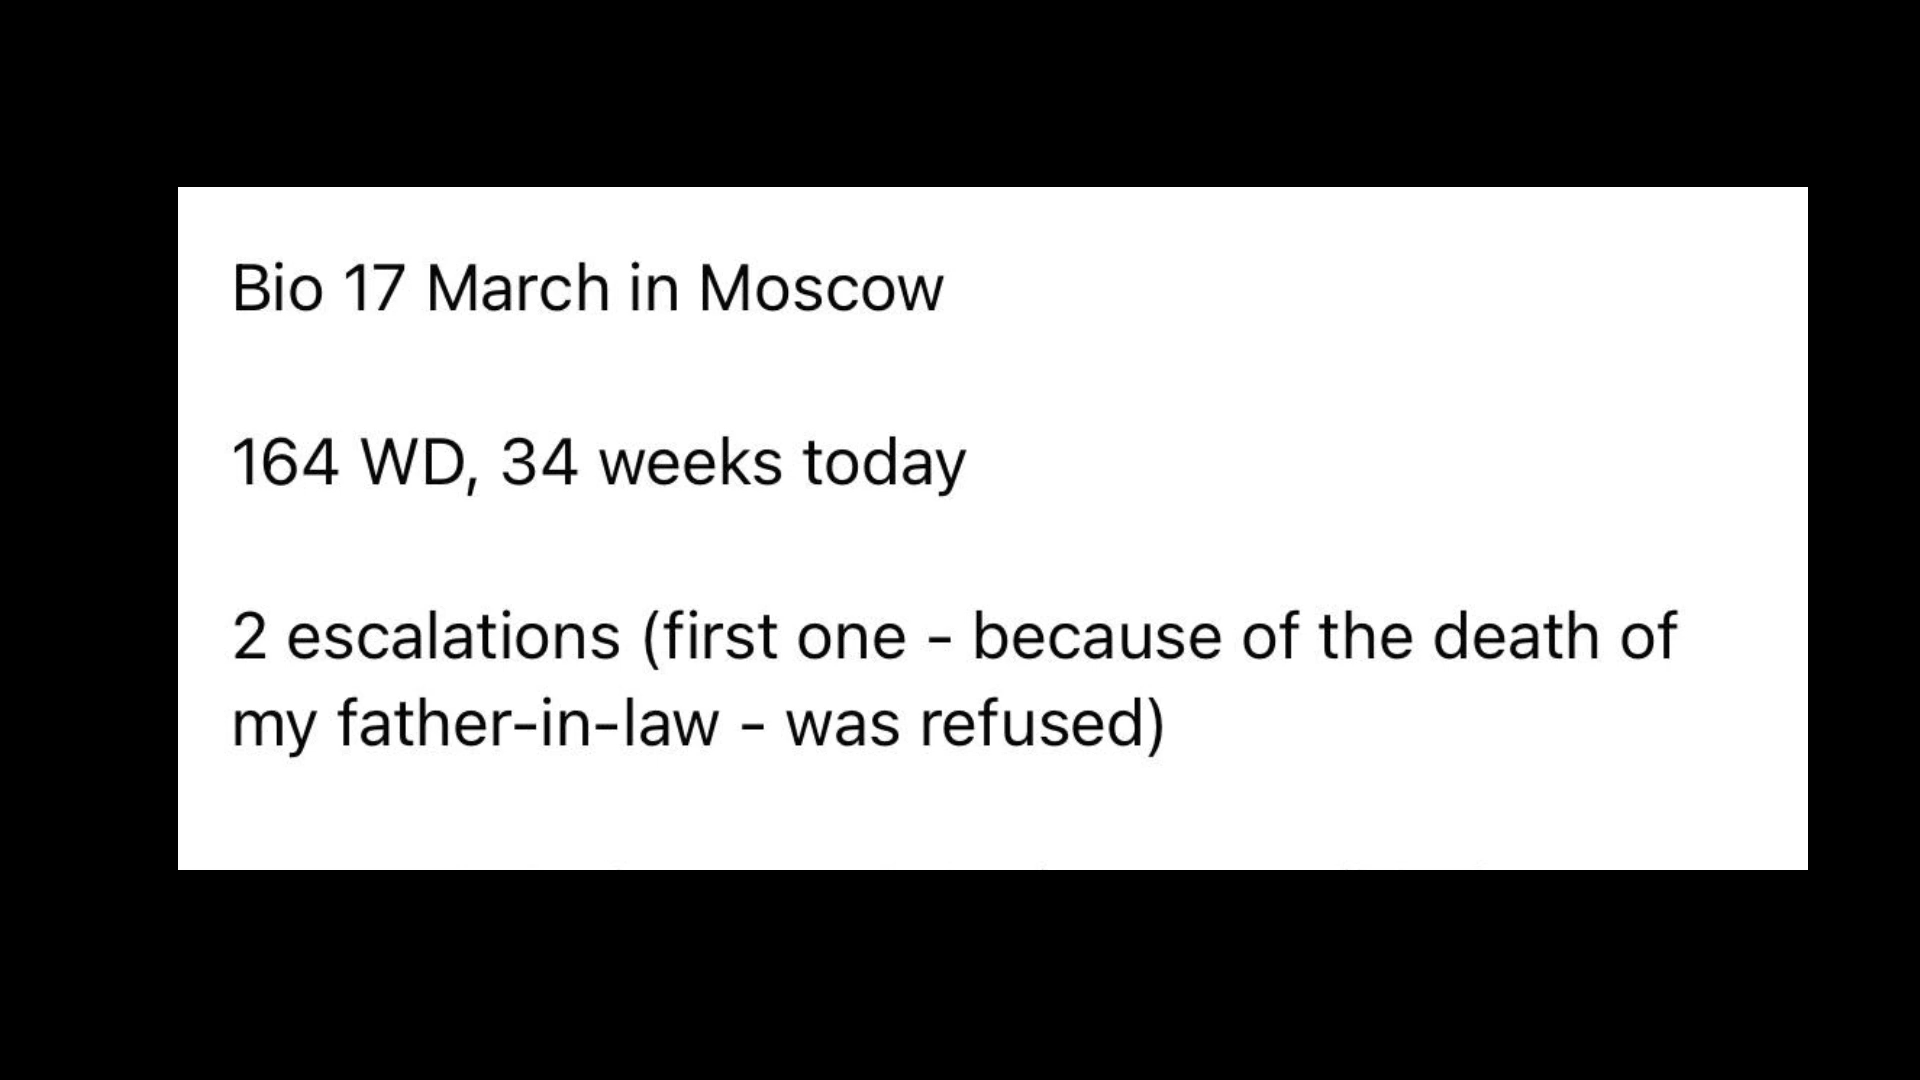 Bio 17 March in Moscow
164 WD, 34 weeks today
2 escalations (first one - because of the death of
my father-in-law - was refused)